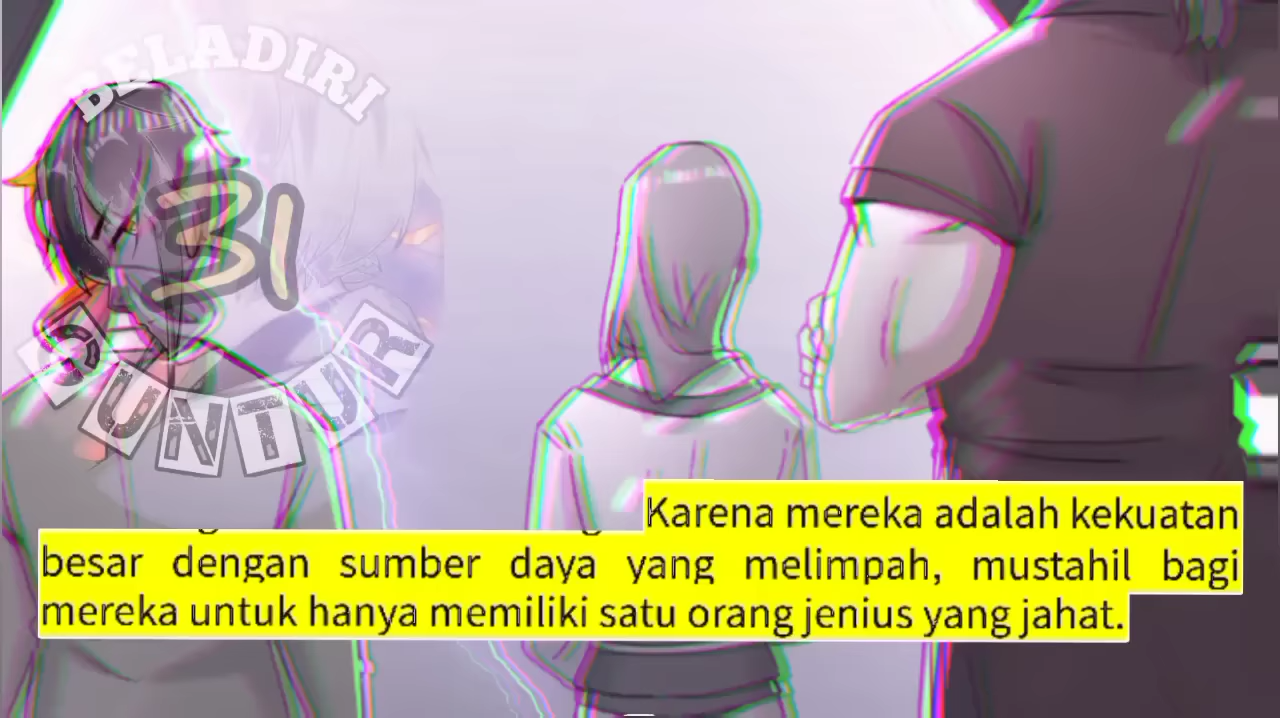 BELADIRI
31
GUNTUR
Karena mereka adalah kekuatan
besar dengan sumber daya yang melimpah, mustahil bagi
mereka untuk hanya memiliki satu orang jenius yang jahat.